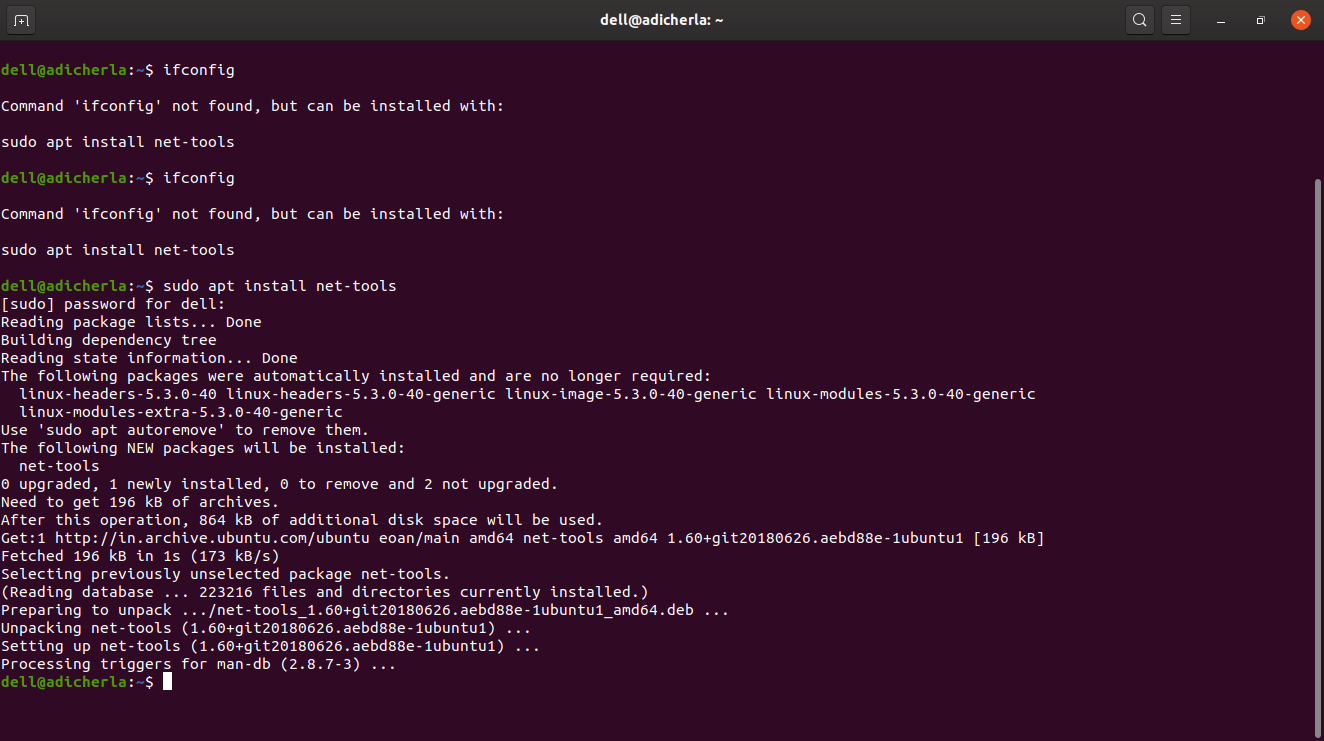 dell@adicherla: ~
dell@adicherla:~$ ifconfig
Command 'ifconfig' not found, but can be installed with:
sudo apt install net-tools
dell@adicherla:~$ ifconfig
Command 'ifconfig' not found, but can be installed with:
sudo apt install net-tools
dell@adicherla:~$ sudo apt install net-tools
[sudo] password for dell:
Reading package lists... Done
Building dependency tree
Reading state information... Done
The following packages were automatically installed and are no longer required:
  linux-headers-5.3.0-40 linux-headers-5.3.0-40-generic linux-image-5.3.0-40-generic linux-modules-5.3.0-40-generic
  linux-modules-extra-5.3.0-40-generic
Use 'sudo apt autoremove' to remove them.
The following NEW packages will be installed:
  net-tools
0 upgraded, 1 newly installed, 0 to remove and 2 not upgraded.
Need to get 196 kB of archives.
After this operation, 864 kB of additional disk space will be used.
Get:1 http://in.archive.ubuntu.com/ubuntu eoan/main amd64 net-tools amd64 1.60+git20180626.aebd88e-1ubuntu1 [196 kB]
Fetched 196 kB in 1s (173 kB/s)
Selecting previously unselected package net-tools.
(Reading database ... 223216 files and directories currently installed.)
Preparing to unpack .../net-tools_1.60+git20180626.aebd88e-1ubuntu1_amd64.deb ...
Unpacking net-tools (1.60+git20180626.aebd88e-1ubuntu1) ...
Setting up net-tools (1.60+git20180626.aebd88e-1ubuntu1) ...
Processing triggers for man-db (2.8.7-3) ...
dell@adicherla:~$